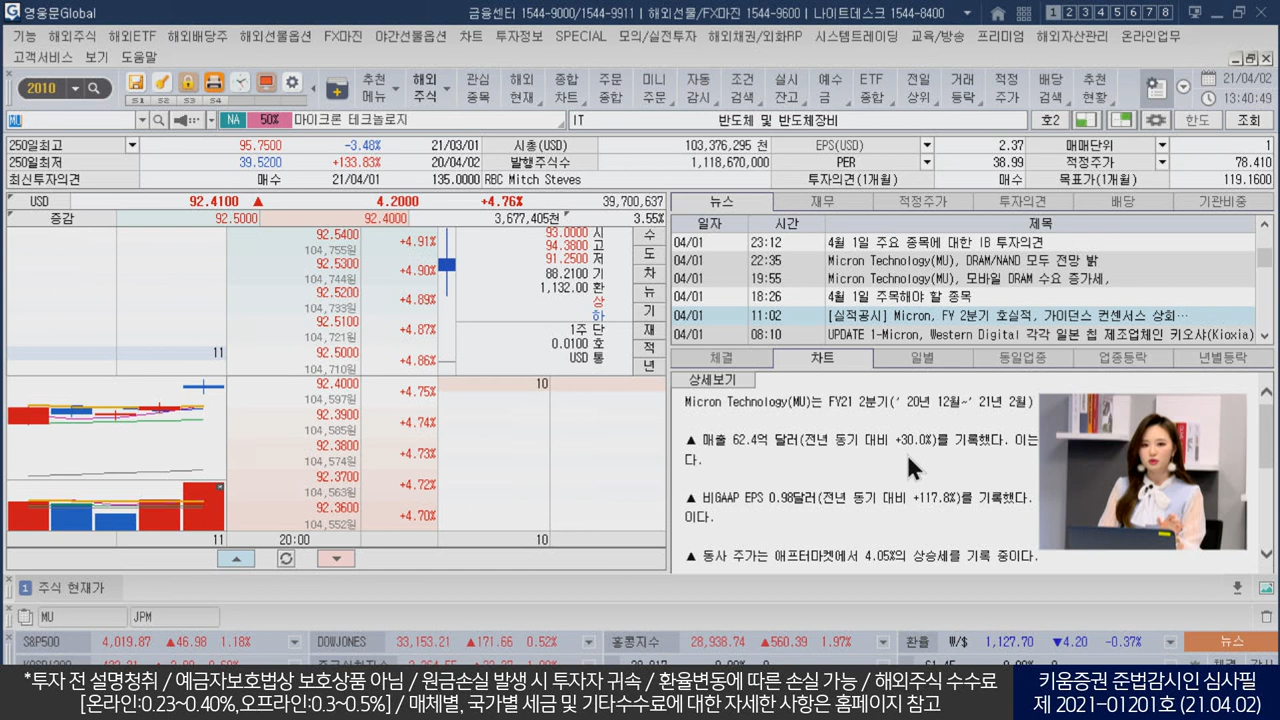 영웅문Global
금융센터 1544-9000/1544-9911 | 해외선물/FX마진 1544-9600 | 나이트데스크 1544-8400
1 2 3 4 5 6 7 8
기능 해외주식 해외ETF 해외배당주 해외선물옵션 FX마진 야간선물옵션 차트 투자정보 SPECIAL 모의/실전투자 해외채권/외화RP 시스템트레이딩 교육/방송 프리미엄 해외자산관리 온라인업무
고객서비스 보기 도움말
2010 S1 S2 S3 S4 추천메뉴 해외주식 관심종목 해외현재 종합차트 주문종합 미니주문 자동감시 조건검색 실시잔고 예수금 ETF종합 전일상위 거래등락 적정주가 배당검색 추천현황 21/04/02
13:40:49
MU NA 50% 마이크론 테크놀로지 IT 반도체 및 반도체장비 호2 한도 조회
250일최고 95.7500 -3.48% 21/03/01 시총(USD) 103,376,295 천 EPS(USD) 2.37 매매단위 1
250일최저 39.5200 +133.83% 20/04/02 발행주식수 1,118,670,000 PER 38.99 적정주가 78.410
최신투자의견 매수 21/04/01 135.0000 RBC Mitch Steves 투자의견(1개월) 매수 목표가(1개월) 119.1600
USD 92.4100 ▲ 4.2000 +4.76% 39,700,637
증감 92.5000 92.4000 3,677,405천 3.55%
92.5400 +4.91% 93.0000 시 수
104,755원 94.3800 고
92.5300 +4.90% 91.2500 저 도
104,744원 88.2100 기 차
92.5200 +4.89% 1,132.00 환 뉴
104,733원 상
92.5100 +4.87% 하 기
104,721원 1주 단 재
11 92.5000 +4.86% 0.0100 호 적
104,710원 USD 통 년
92.4000 +4.75% 10
104,597원
92.3900 +4.74%
104,585원
92.3800 +4.73%
104,574원
92.3700 +4.72%
104,563원
92.3600 +4.70%
104,552원
11 20:00 10
뉴스 재무 적정주가 투자의견 배당 기관비중
일자 시간 제목
04/01 23:12 4월 1일 주요 종목에 대한 IB 투자의견
04/01 22:35 Micron Technology(MU), DRAM/NAND 모두 전망 밝
04/01 19:55 Micron Technology(MU), 모바일 DRAM 수요 증가세,
04/01 18:26 4월 1일 주목해야 할 종목
04/01 11:02 [실적공시] Micron, FY 2분기 호실적, 가이던스 컨센서스 상회…
04/01 08:10 UPDATE 1-Micron, Western Digital 각각 일본 칩 제조업체인 키오샤(Kioxia)
체결 차트 일별 동일업종 업종등락 년별등락
상세보기
Micron Technology(MU)는 FY21 2분기(‘ 20년 12월~’ 21년 2월)
▲ 매출 62.4억 달러(전년 동기 대비 +30.0%)를 기록했다. 이는
다.
▲ 비GAAP EPS 0.98달러(전년 동기 대비 +117.8%)를 기록했다.
이다.
▲ 동사 주가는 애프터마켓에서 4.05%의 상승세를 기록 중이다.
1 주식 현재가
MU JPM
S&P500 4,019.87 ▲46.98 1.18% DOWJONES 33,153.21 ▲171.66 0.52% 홍콩지수 28,938.74 ▲560.39 1.97% 환율 ₩/$ 1,127.70 ▼4.20 -0.37% 뉴스
*투자 전 설명청취 / 예금자보호법상 보호상품 아님 / 원금손실 발생 시 투자자 귀속 / 환율변동에 따른 손실 가능 / 해외주식 수수료
[온라인:0.23~0.40%,오프라인:0.3~0.5%] / 매체별, 국가별 세금 및 기타수수료에 대한 자세한 사항은 홈페이지 참고
키움증권 준법감시인 심사필
제 2021-01201호 (21.04.02)